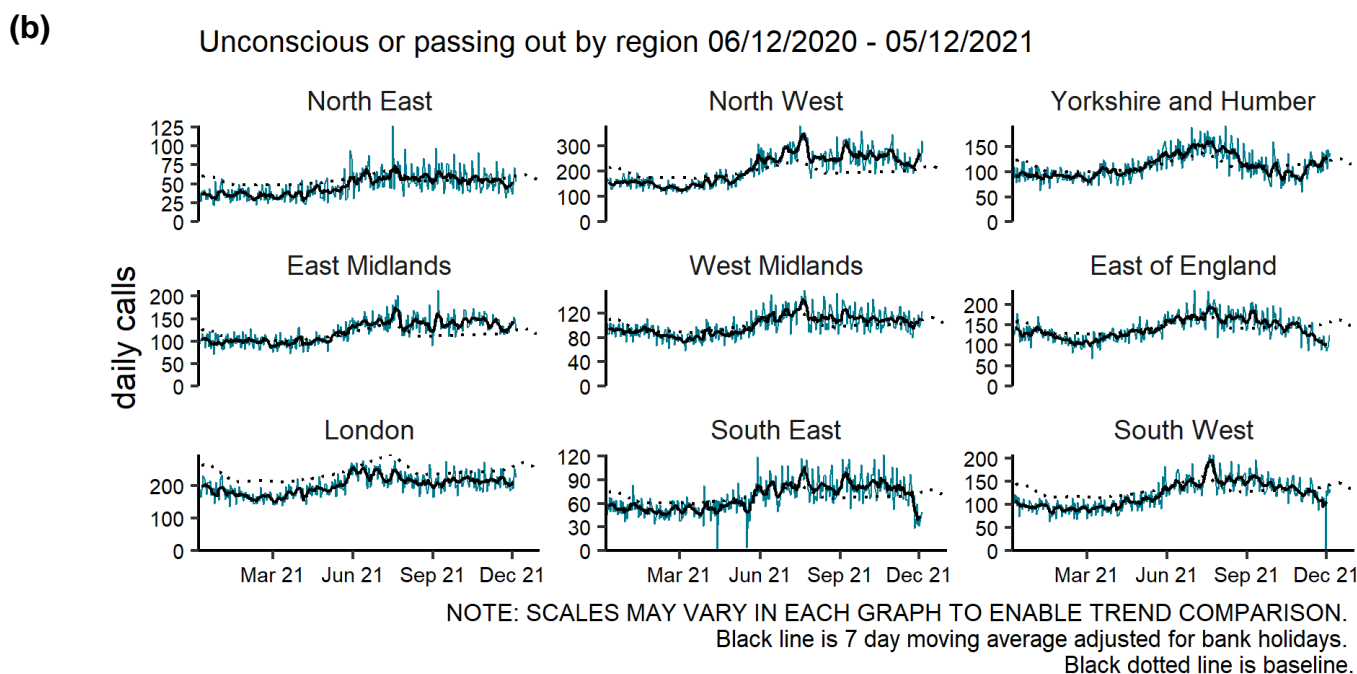 (b)
Unconscious or passing out by region 06/12/2020 - 05/12/2021
North East
North West
Yorkshire and Humber
125
100
75
50
25
0
300
200
100
0
150
100
50
0
East Midlands
West Midlands
East of England
200
150
100
50
0
120
80
40
0
200
150
100
50
0
daily calls
London
South East
South West
200
100
0
120
90
60
30
0
200
150
100
50
0
Mar 21 Jun 21 Sep 21 Dec 21
Mar 21 Jun 21 Sep 21 Dec 21
Mar 21 Jun 21 Sep 21 Dec 21
NOTE: SCALES MAY VARY IN EACH GRAPH TO ENABLE TREND COMPARISON.
Black line is 7 day moving average adjusted for bank holidays.
Black dotted line is baseline.